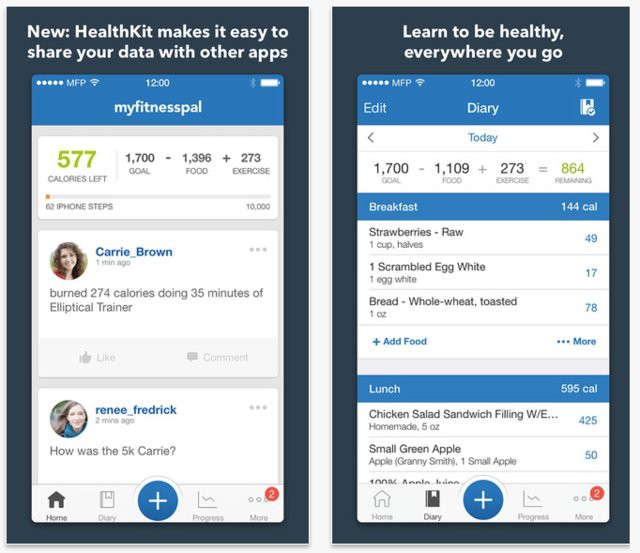 New: HealthKit makes it easy to
share your data with other apps
MFP 12:00
myfitnesspal
577
CALORIES LEFT
1,700 - 1,396 + 273
GOAL FOOD EXERCISE
62 IPHONE STEPS 10,000
Carrie_Brown
1 min ago
burned 274 calories doing 35 minutes of
Elliptical Trainer
Like Comment
renee_fredrick
2 mins ago
How was the 5k Carrie?
2
Home Diary + Progress More
Learn to be healthy,
everywhere you go
MFP 12:00
Edit Diary
< Today >
1,700 - 1,109 + 273 = 864
GOAL FOOD EXERCISE REMAINING
Breakfast 144 cal
Strawberries - Raw 49
1 cup, halves
1 Scrambled Egg White 17
1 egg white
Bread - Whole-wheat, toasted 78
1 oz
+ Add Food ••• More
Lunch 595 cal
Chicken Salad Sandwich Filling W/E... 425
Homemade, 5 oz
Small Green Apple 50
Apple (Granny Smith), 1 Small Apple
100% Apple Juice
2
Home Diary + Progress More